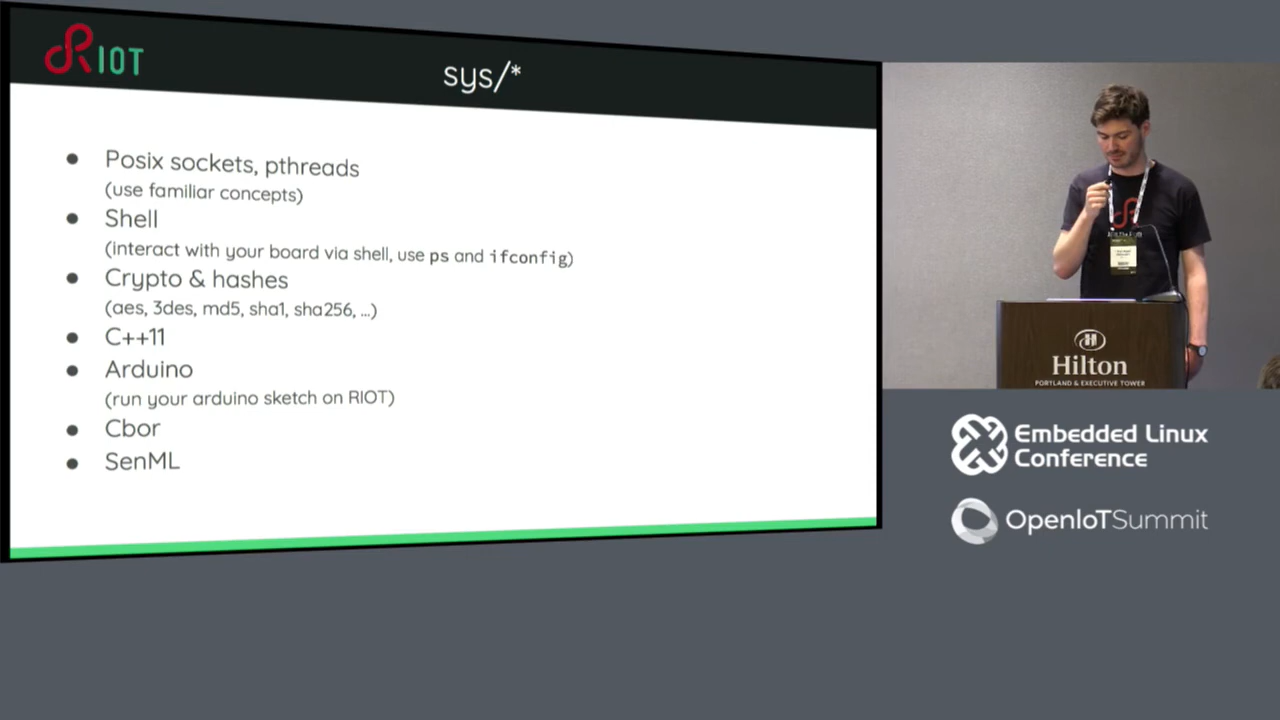 RIOT
sys/*
Posix sockets, pthreads
(use familiar concepts)
Shell
(interact with your board via shell, use ps and ifconfig)
Crypto & hashes
(aes, 3des, md5, sha1, sha256, ...)
C++11
Arduino
(run your arduino sketch on RIOT)
Cbor
SenML
Hilton
PORTLAND & EXECUTIVE TOWER
Embedded Linux
Conference
OpenIoTSummit